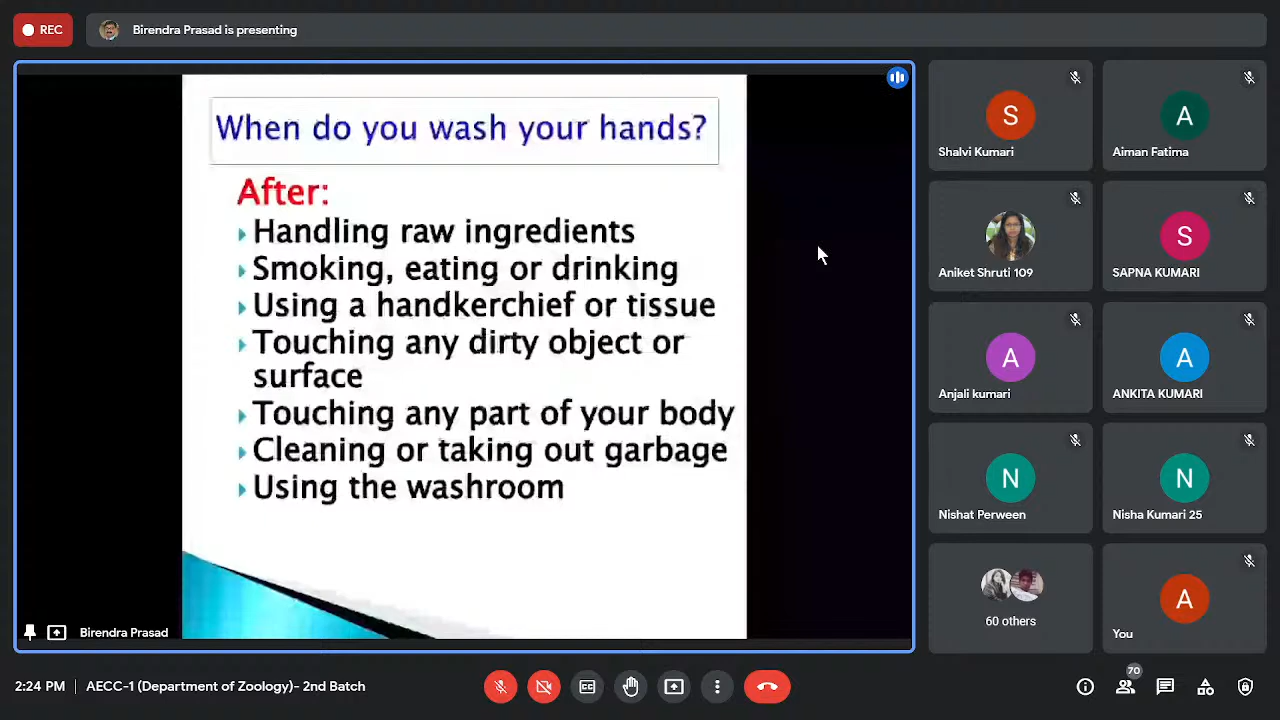 REC
Birendra Prasad is presenting
When do you wash your hands?
After:
Handling raw ingredients
Smoking, eating or drinking
Using a handkerchief or tissue
Touching any dirty object or
surface
Touching any part of your body
Cleaning or taking out garbage
Using the washroom
Birendra Prasad
S
Shalvi Kumari
A
Aiman Fatima
Aniket Shruti 109
S
SAPNA KUMARI
A
Anjali kumari
A
ANKITA KUMARI
N
Nishat Perween
N
Nisha Kumari 25
60 others
A
You
2:24 PM | AECC-1 (Department of Zoology)- 2nd Batch
CC
70